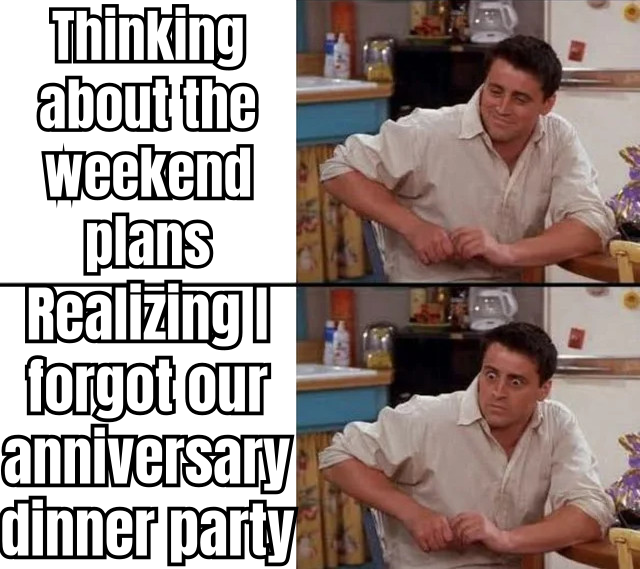 Thinking
about the
weekend
plans
Realizing I
forgot our
anniversary
dinner party